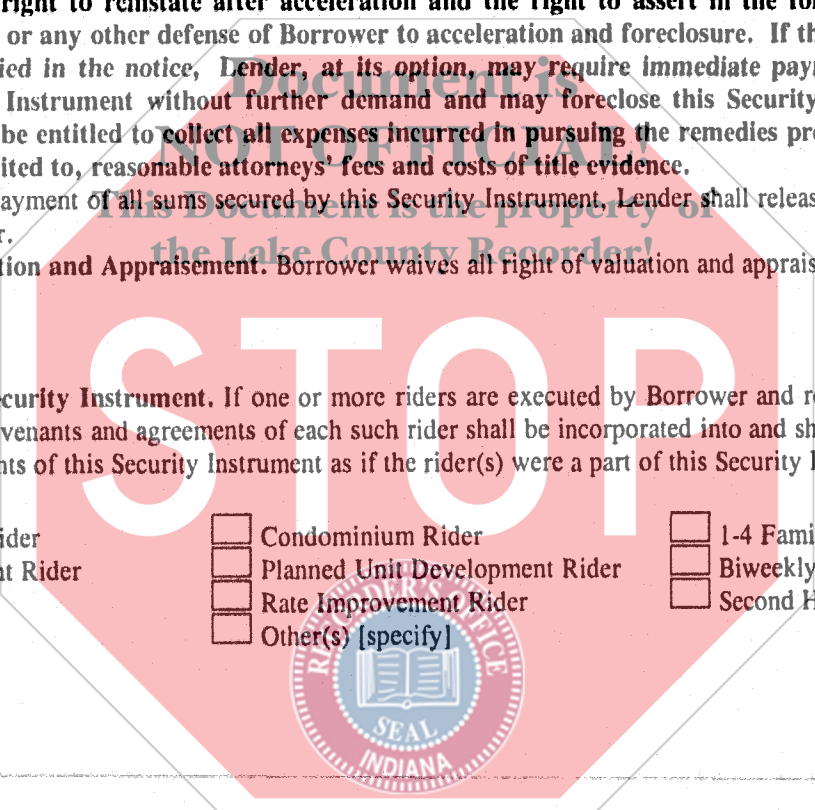 right to reinstate after acceleration and the right to assert in the for
or any other defense of Borrower to acceleration and foreclosure. If th
ied in the notice, Lender, at its option, may require immediate pay
Instrument without further demand and may foreclose this Security
be entitled to collect all expenses incurred in pursuing the remedies pr
ited to, reasonable attorneys' fees and costs of title evidence.
ayment of all sums secured by this Security Instrument, Lender shall releas
r.
tion and Appraisement. Borrower waives all right of valuation and apprais
Document is
NOT OFFICIAL!
This Document is the property of
the Lake County Recorder!
STOP
curity Instrument. If one or more riders are executed by Borrower and r
venants and agreements of each such rider shall be incorporated into and sh
nts of this Security Instrument as if the rider(s) were a part of this Security I
ider Condominium Rider 1-4 Fami
nt Rider Planned Unit Development Rider Biweekly
Rate Improvement Rider Second H
Other(s) [specify]
RECORDER'S OFFICE
SEAL
INDIANA